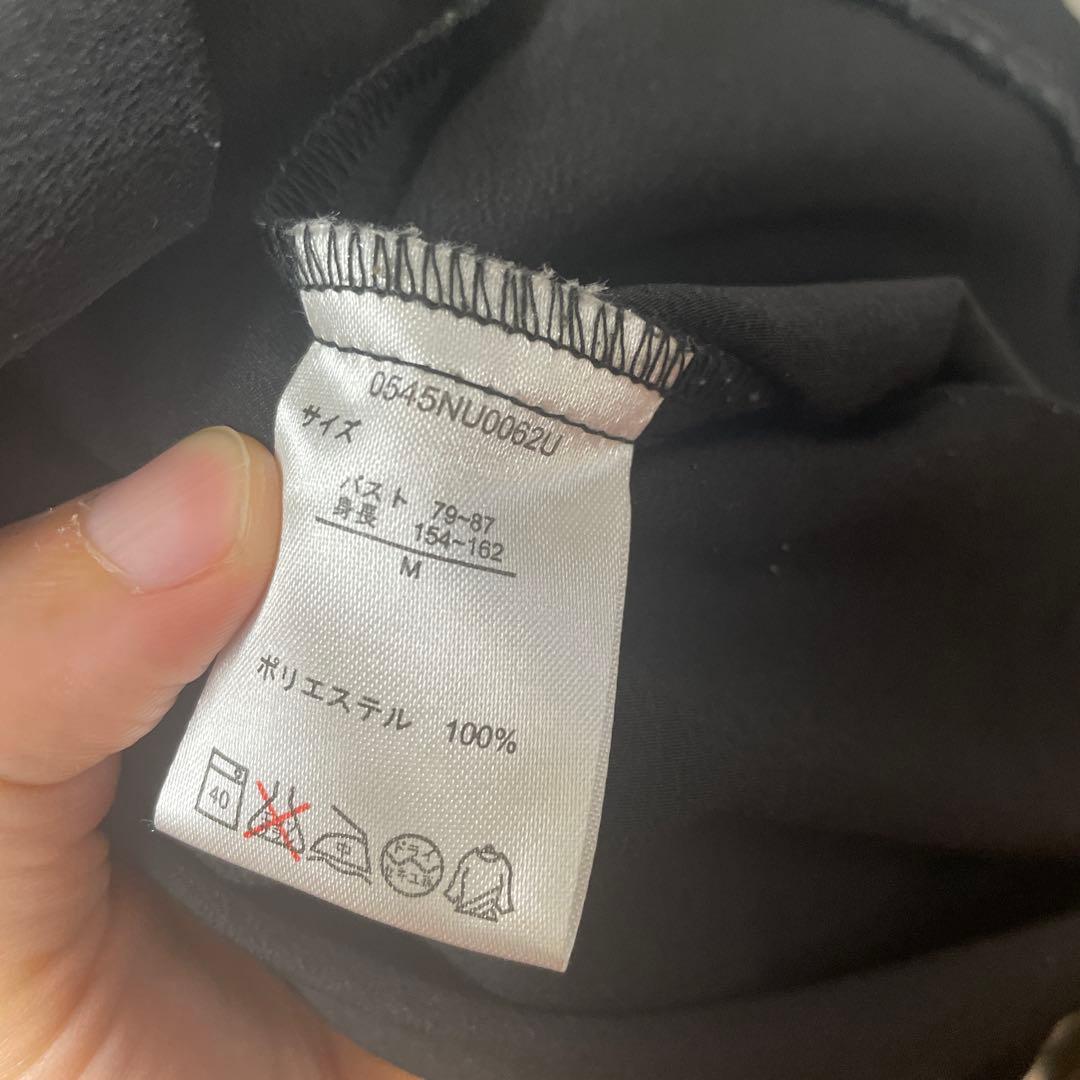 0545NU0062U
サイズ
バスト 79~87
身長 154~162
M
ポリエステル 100%
40
中
ドライ